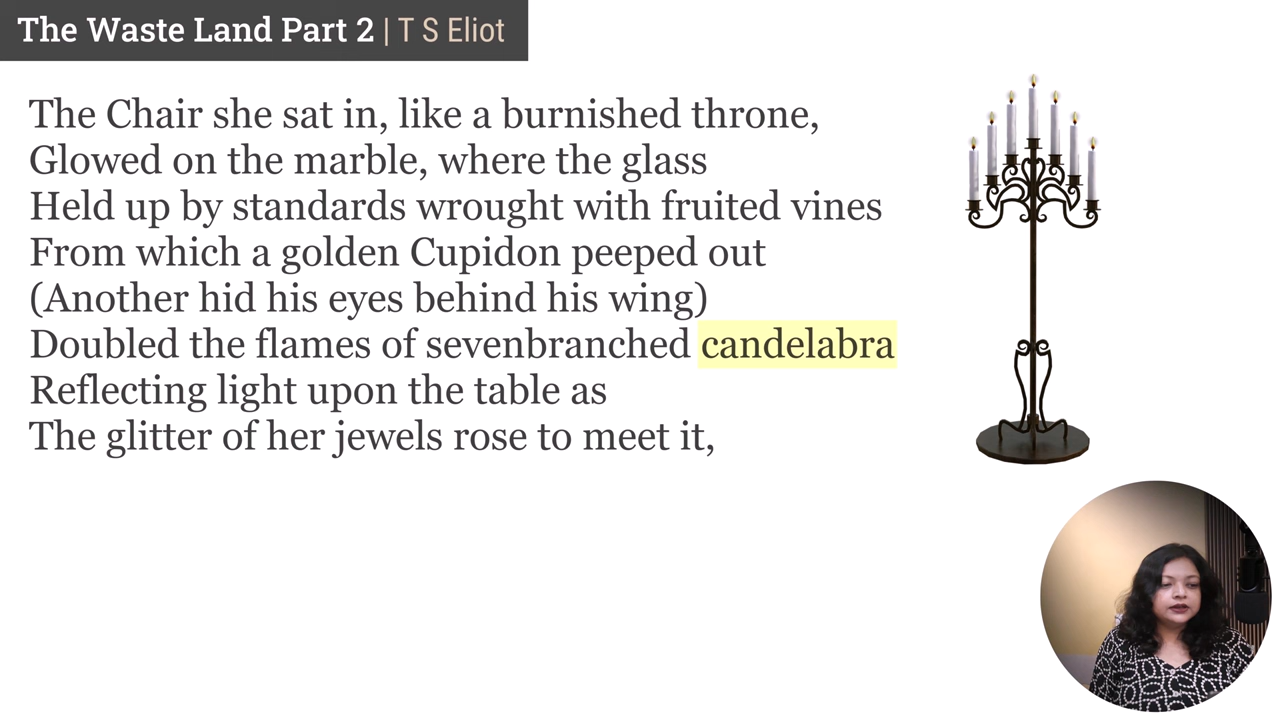 The Waste Land Part 2 | T S Eliot
The Chair she sat in, like a burnished throne,
Glowed on the marble, where the glass
Held up by standards wrought with fruited vines
From which a golden Cupidon peeped out
(Another hid his eyes behind his wing)
Doubled the flames of sevenbranched candelabra
Reflecting light upon the table as
The glitter of her jewels rose to meet it,